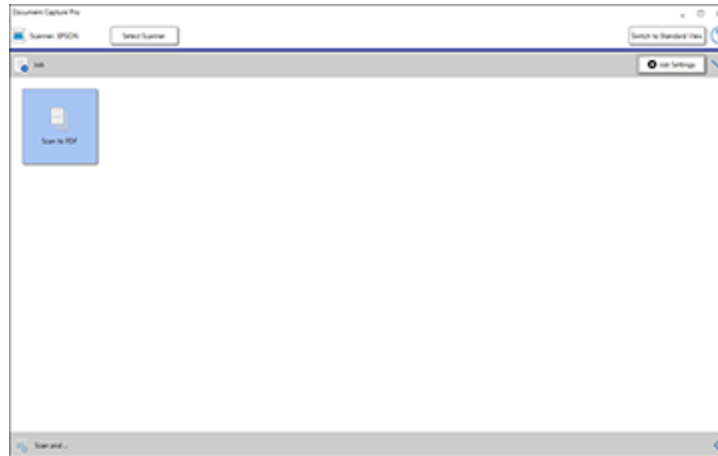 Document Capture Pro
Scanner: EPSON
Select Scanner
Switch to Standard View
Job
Job Settings
Scan to PDF
Scan and...